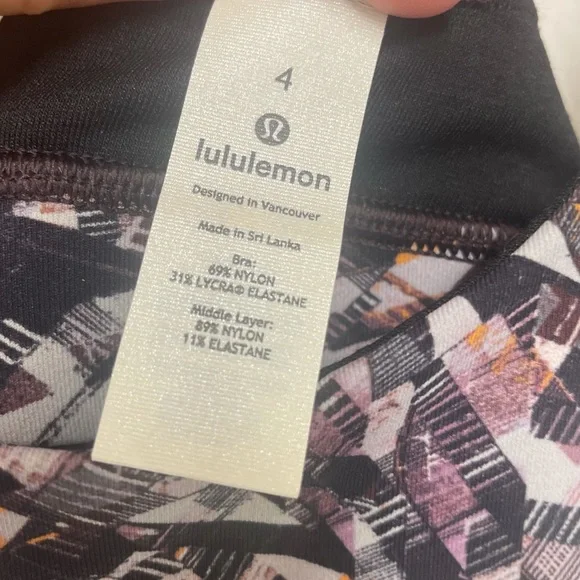 4
lululemon
Designed in Vancouver
Made in Sri Lanka
Bra:
69% NYLON
31% LYCRA® ELASTANE
Middle Layer:
89% NYLON
11% ELASTANE